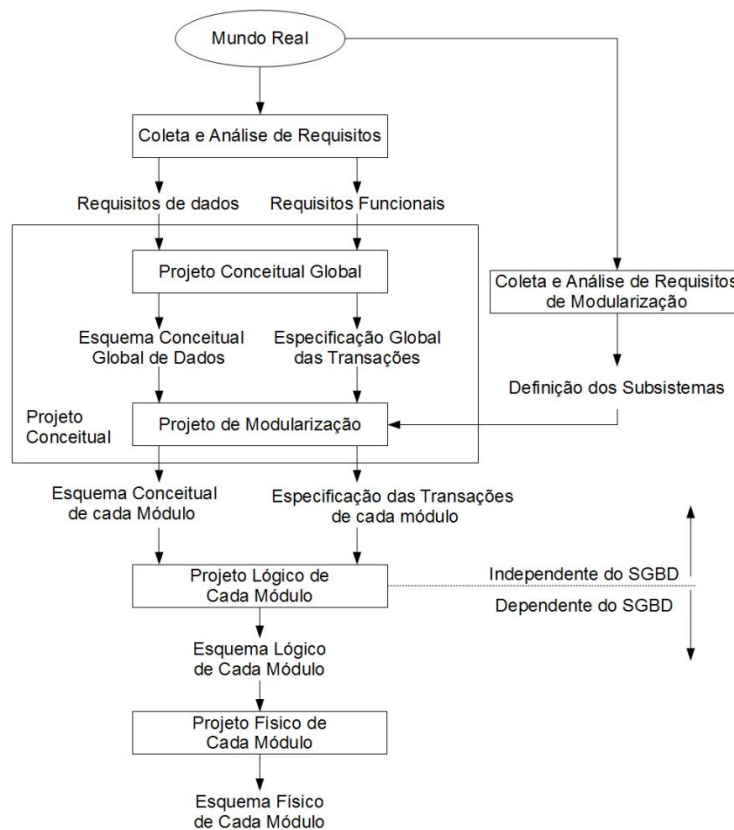 Mundo Real
Coleta e Análise de Requisitos
Requisitos de dados
Requisitos Funcionais
Projeto Conceitual Global
Coleta e Análise de Requisitos
de Modularização
Esquema Conceitual
Global de Dados
Especificação Global
das Transações
Definição dos Subsistemas
Projeto
Conceitual
Projeto de Modularização
Esquema Conceitual
de cada Módulo
Especificação das Transações
de cada módulo
Projeto Lógico de
Cada Módulo
Independente do SGBD
Dependente do SGBD
Esquema Lógico
de Cada Módulo
Projeto Físico de
Cada Módulo
Esquema Físico
de Cada Módulo